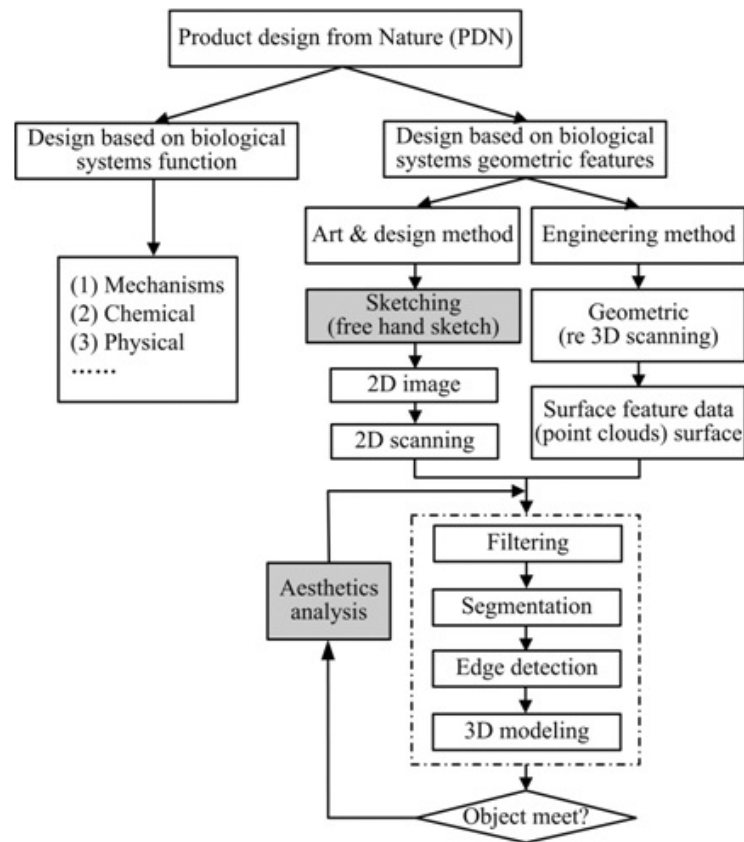 Product design from Nature (PDN)
Design based on biological
systems function
Design based on biological
systems geometric features
(1) Mechanisms
(2) Chemical
(3) Physical
……
Art & design method
Engineering method
Sketching
(free hand sketch)
Geometric
(re 3D scanning)
2D image
2D scanning
Surface feature data
(point clouds) surface
Filtering
Segmentation
Edge detection
3D modeling
Aesthetics
analysis
Object meet?